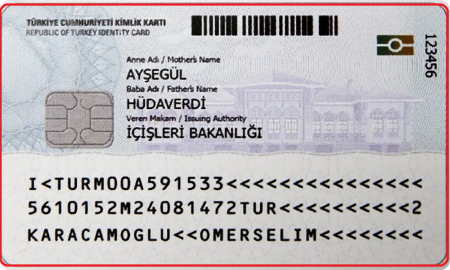 TÜRKİYE CUMHURİYETİ KİMLİK KARTI
REPUBLIC OF TURKEY IDENTITY CARD
123456
Anne Adı / Mother's Name
AYŞEGÜL
Baba Adı / Father's Name
HÜDAVERDİ
Veren Makam / Issuing Authority
İÇİŞLERİ BAKANLIĞI
I<TURM00A591533<<<<<<<<<<<<<<<
5610152M24081472TUR<<<<<<<<<<2
KARACAMOGLU<<OMERSELIM<<<<<<<<